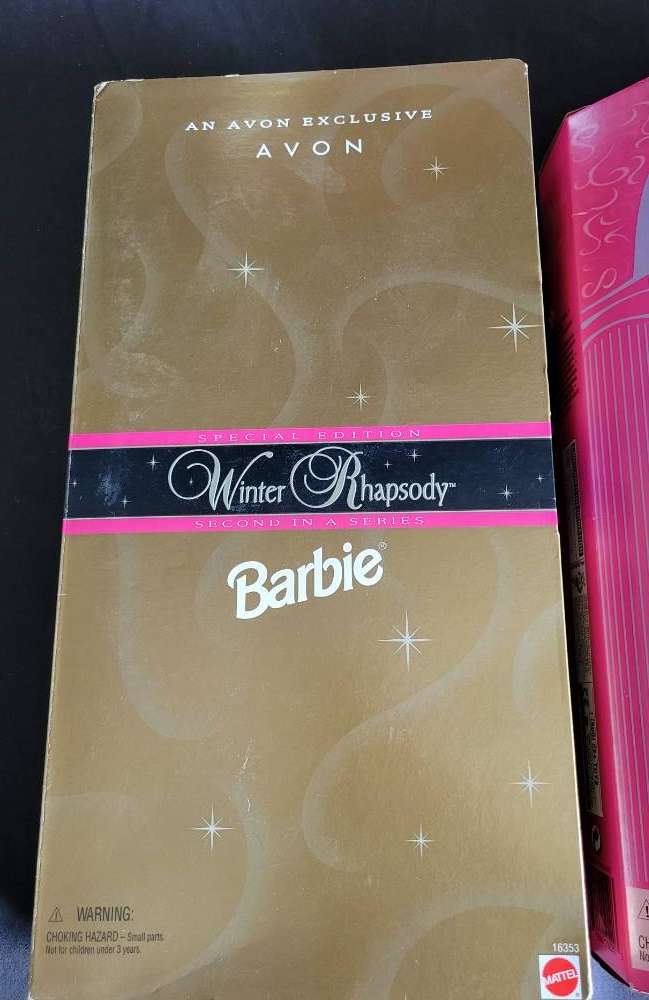 AN AVON EXCLUSIVE
AVON
SPECIAL EDITION
Winter Rhapsody™
SECOND IN A SERIES
Barbie®
⚠ WARNING:
CHOKING HAZARD – Small parts.
Not for children under 3 years.
16353
MATTEL